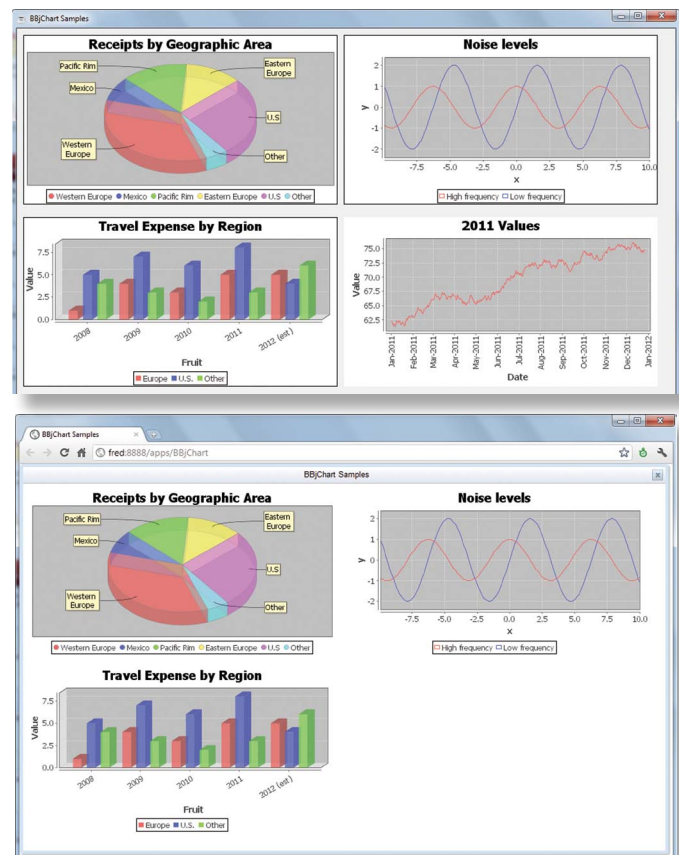 BBjChart Samples
Receipts by Geographic Area
Pacific Rim
Eastern
Europe
Mexico
U.S
Western
Europe
Other
Western Europe Mexico Pacific Rim Eastern Europe U.S Other
Noise levels
y
2
1
0
-1
-2
-7.5 -5.0 -2.5 0.0 2.5 5.0 7.5 10.0
x
High frequency Low frequency
Travel Expense by Region
Value
7.5
5.0
2.5
0.0
2008 2009 2010 2011 2012 (est)
Fruit
Europe U.S. Other
2011 Values
Value
75.0
72.5
70.0
67.5
65.0
62.5
Jan-2011 Feb-2011 Mar-2011 Apr-2011 May-2011 Jun-2011 Jul-2011 Aug-2011 Sep-2011 Oct-2011 Nov-2011 Dec-2011 Jan-2012
Date
BBjChart Samples
fred:8888/apps/BBjChart
BBjChart Samples
Receipts by Geographic Area
Pacific Rim
Eastern
Europe
Mexico
U.S
Western
Europe
Other
Western Europe Mexico Pacific Rim Eastern Europe U.S Other
Noise levels
y
2
1
0
-1
-2
-7.5 -5.0 -2.5 0.0 2.5 5.0 7.5 10.0
x
High frequency Low frequency
Travel Expense by Region
Value
7.5
5.0
2.5
0.0
2008 2009 2010 2011 2012 (est)
Fruit
Europe U.S. Other